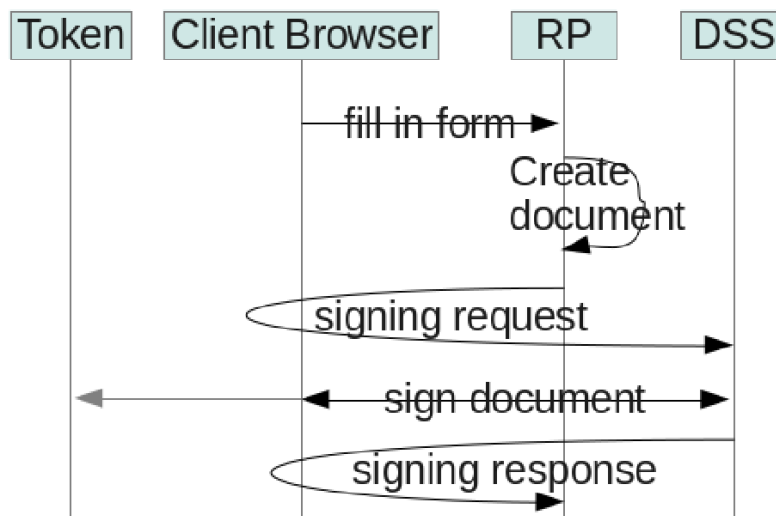 Token
Client Browser
RP
DSS
fill in form
Create
document
signing request
sign document
signing response